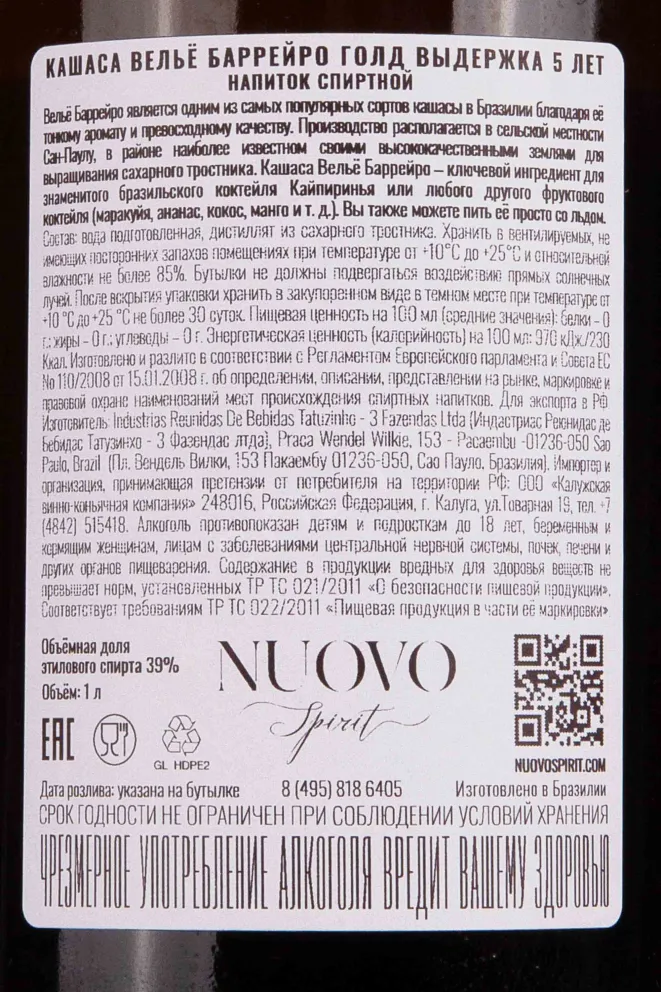 КАШАСА ВЕЛЬЁ БАРРЕЙРО ГОЛД ВЫДЕРЖКА 5 ЛЕТ
НАПИТОК СПИРТНОЙ
Вельё Баррейро является одним из самых популярных сортов кашасы в Бразилии благодаря её
тонкому аромату и превосходному качеству. Производство располагается в сельской местности
Сан-Паулу, в районе наиболее известном своими высококачественными землями для
выращивания сахарного тростника. Кашаса Вельё Баррейро – ключевой ингредиент для
знаменитого бразильского коктейля Кайпиринья или любого другого фруктового
коктейля (маракуйя, ананас, кокос, манго и т. д.). Вы также можете пить её просто со льдом.
Состав: вода подготовленная, дистиллят из сахарного тростника. Хранить в вентилируемых, не
имеющих посторонних запахов помещениях при температуре от +10°С до +25°С и относительной
влажности не более 85%. Бутылки не должны подвергаться воздействию прямых солнечных
лучей. После вскрытия упаковки хранить в закупоренном виде в темном месте при температуре от
+10 °С до +25 °С не более 30 суток. Пищевая ценность на 100 мл (средние значения): белки – 0
г.; жиры – 0 г.; углеводы – 0 г. Энергетическая ценность (калорийность) на 100 мл: 970 кДж/230
Ккал. Изготовлено и разлито в соответствии с Регламентом Европейского парламента и Совета ЕС
No 110/2008 от 15.01.2008 г. об определении, описании, представлении на рынке, маркировке и
правовой охране наименований мест происхождения спиртных напитков. Для экспорта в РФ.
Изготовитель: Industrias Reunidas De Bebidas Tatuzinho - 3 Fazendas Ltda (Индастриас Реюнидас де
Бебидас Татузинхо - 3 Фазендас лтда), Praca Wendel Wilkie, 153 - Pacaembu -01236-050 Sao
Paulo, Brazil (Пл. Вендель Вилки, 153 Пакаембу 01236-050, Сао Пауло, Бразилия). Импортер и
организация, принимающая претензии от потребителя на территории РФ: ООО «Калужская
винно-коньячная компания» 248016, Российская Федерация, г. Калуга, ул.Товарная 19, тел. +7
(4842) 515418. Алкоголь противопоказан детям и подросткам до 18 лет, беременным и
кормящим женщинам, лицам с заболеваниями центральной нервной системы, почек, печени и
других органов пищеварения. Содержание в продукции вредных для здоровья веществ не
превышает норм, установленных ТР ТС 021/2011 «О безопасности пищевой продукции».
Соответствует требованиям ТР ТС 022/2011 «Пищевая продукция в части её маркировки»
Объёмная доля
этилового спирта 39%
Объём: 1 л
NUOVO
Spirit
ЕАС
GL HDPE2
NUOVOSPIRIT.COM
Дата розлива: указана на бутылке
8 (495) 818 6405
Изготовлено в Бразилии
СРОК ГОДНОСТИ НЕ ОГРАНИЧЕН ПРИ СОБЛЮДЕНИИ УСЛОВИЙ ХРАНЕНИЯ
ЧРЕЗМЕРНОЕ УПОТРЕБЛЕНИЕ АЛКОГОЛЯ ВРЕДИТ ВАШЕМУ ЗДОРОВЬЮ